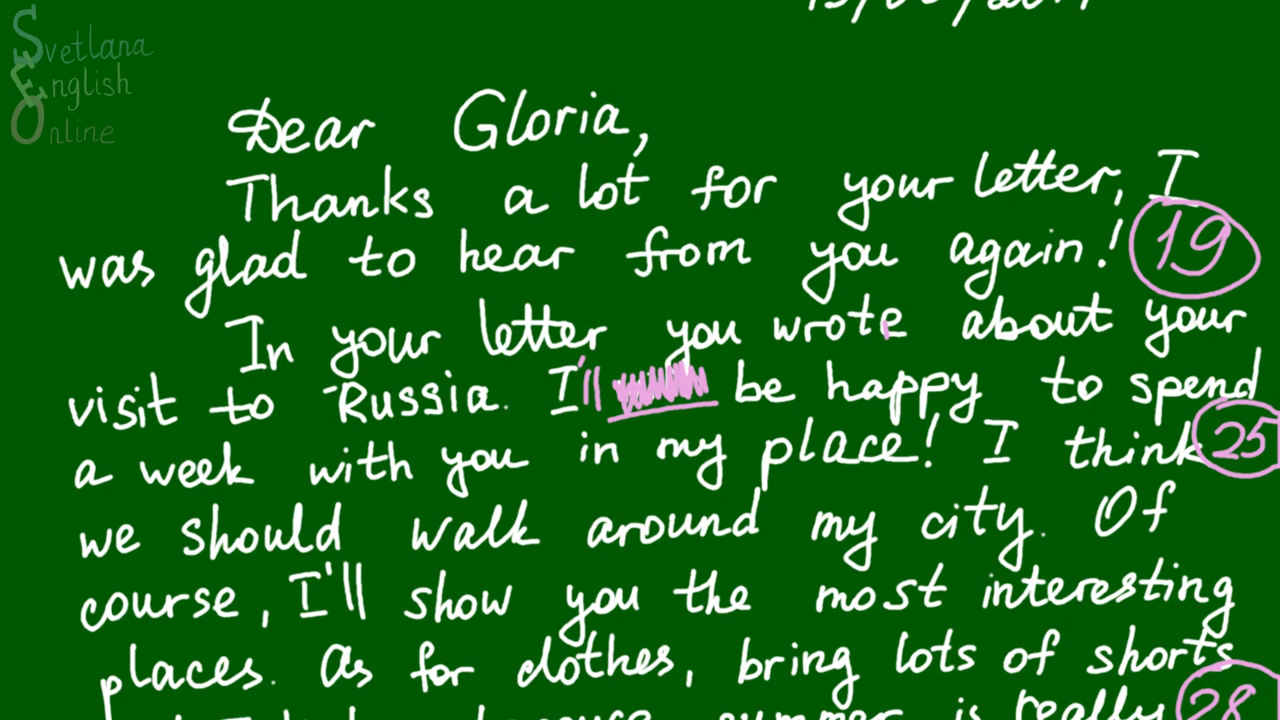 Svetlana
English
Online
Dear Gloria,
Thanks a lot for your letter, I
was glad to hear from you again! 19
In your letter you wrote about your
visit to Russia. I'll be happy to spend
a week with you in my place! I think 25
we should walk around my city. Of
course, I'll show you the most interesting
places. As for clothes, bring lots of shorts
summer is really 28